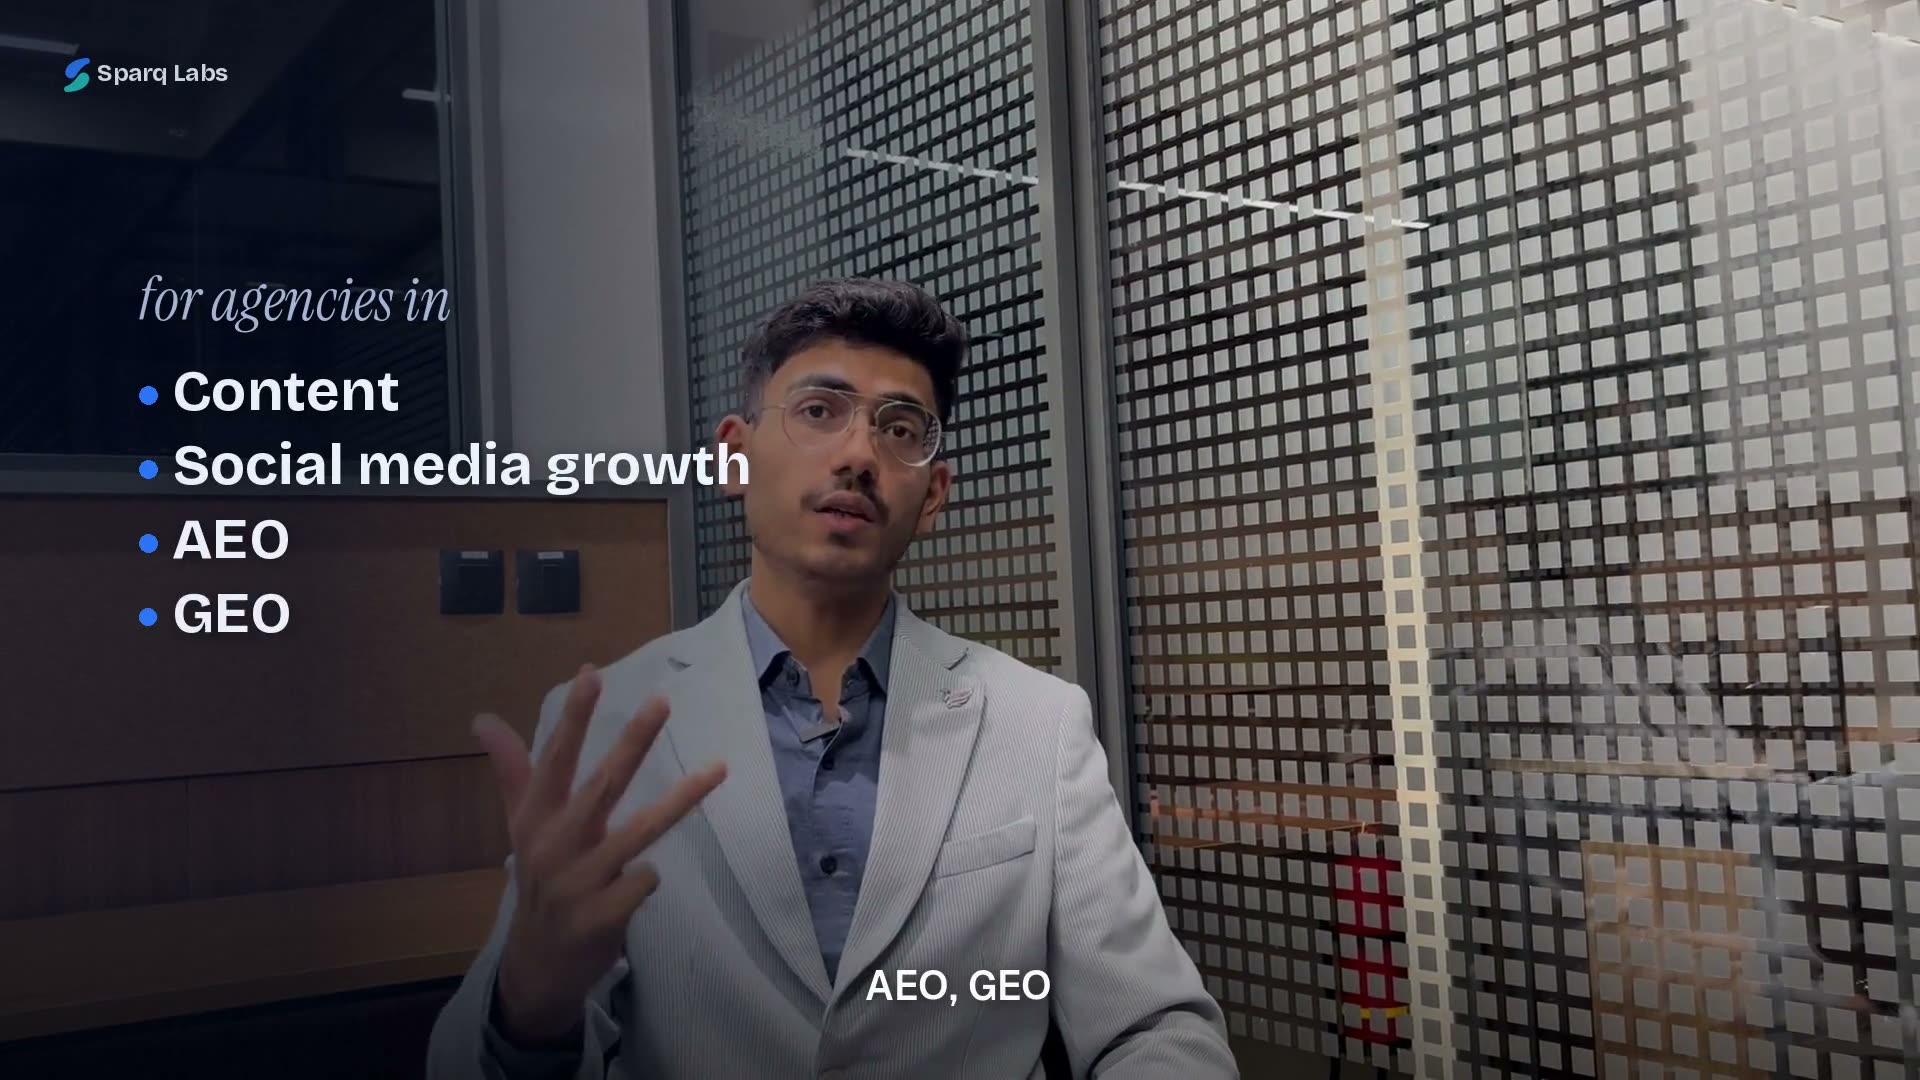 Sparq Labs
for agencies in
Content
Social media growth
AEO
GEO
AEO, GEO